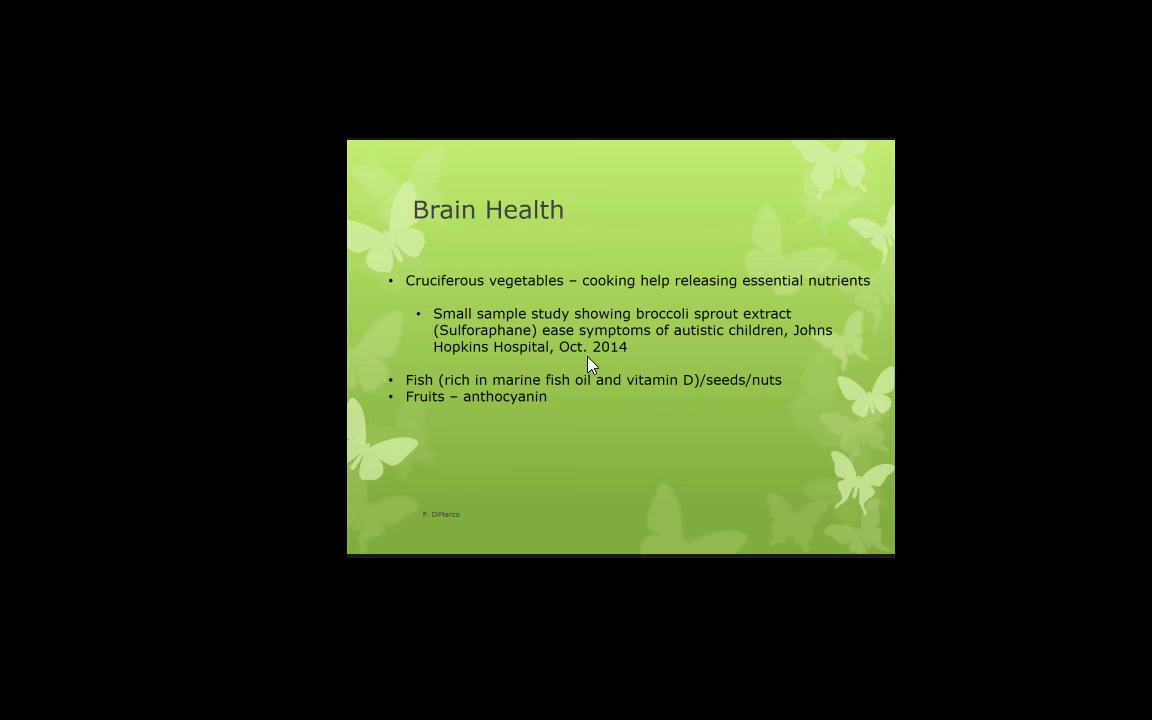 Brain Health
• Cruciferous vegetables – cooking help releasing essential nutrients
• Small sample study showing broccoli sprout extract
(Sulforaphane) ease symptoms of autistic children, Johns
Hopkins Hospital, Oct. 2014
• Fish (rich in marine fish oil and vitamin D)/seeds/nuts
• Fruits – anthocyanin
F. DiMarco